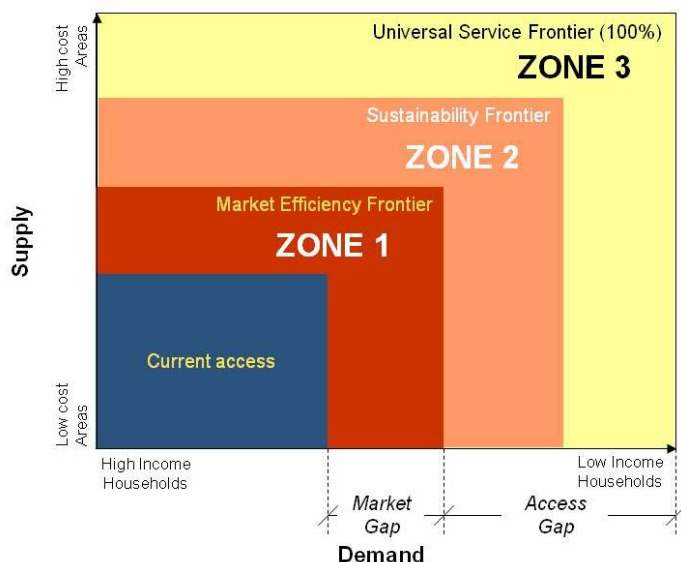 High cost
Areas
Universal Service Frontier (100%)
ZONE 3
Sustainability Frontier
ZONE 2
Market Efficiency Frontier
ZONE 1
Supply
Current access
Low cost
Areas
High Income
Households
Low Income
Households
Market
Gap
Access
Gap
Demand